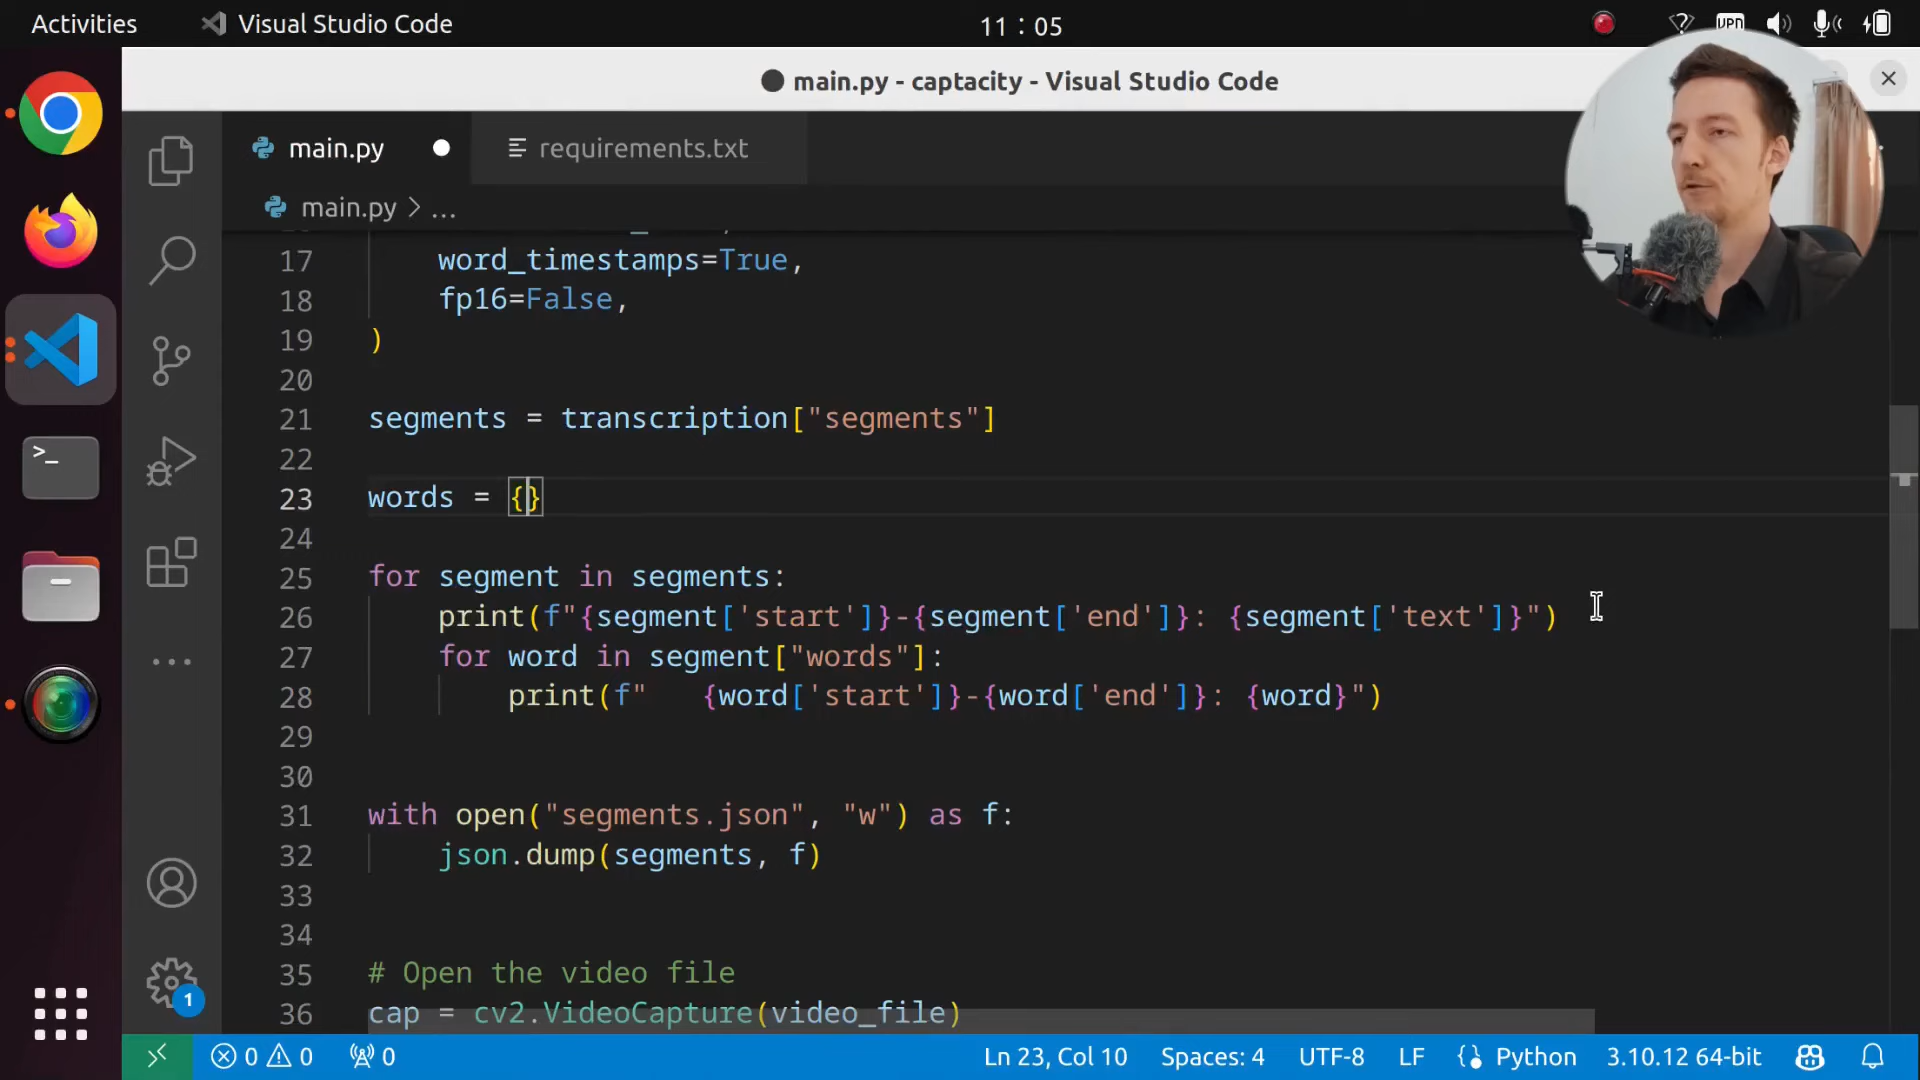 Activities
Visual Studio Code
11 : 05
VPN
main.py - captacity - Visual Studio Code
main.py
requirements.txt
main.py > ...
17 word_timestamps=True,
18 fp16=False,
19 )
20
21 segments = transcription["segments"]
22
23 words = {}
24
25 for segment in segments:
26 print(f"{segment['start']}-{segment['end']}: {segment['text']}")
27 for word in segment["words"]:
28 print(f"   {word['start']}-{word['end']}: {word}")
29
30
31 with open("segments.json", "w") as f:
32 json.dump(segments, f)
33
34
35 # Open the video file
36 cap = cv2.VideoCapture(video_file)
1
0 0 0 Ln 23, Col 10 Spaces: 4 UTF-8 LF Python 3.10.12 64-bit